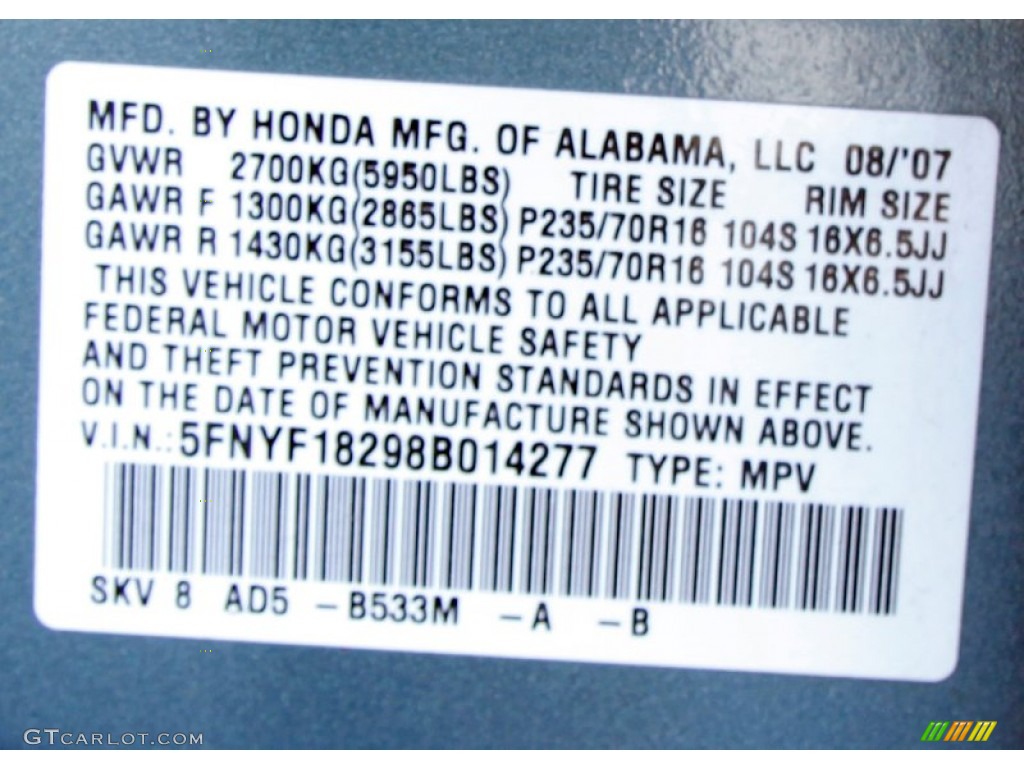 MFD. BY HONDA MFG. OF ALABAMA, LLC 08/'07
GVWR 2700KG(5950LBS) TIRE SIZE RIM SIZE
GAWR F 1300KG(2865LBS) P235/70R16 104S 16X6.5JJ
GAWR R 1430KG(3155LBS) P235/70R16 104S 16X6.5JJ
THIS VEHICLE CONFORMS TO ALL APPLICABLE
FEDERAL MOTOR VEHICLE SAFETY
AND THEFT PREVENTION STANDARDS IN EFFECT
ON THE DATE OF MANUFACTURE SHOWN ABOVE.
V.I.N.: 5FNYF18298B014277 TYPE: MPV
SKV 8 AD5 -B533M -A -B
GTCARLOT.COM